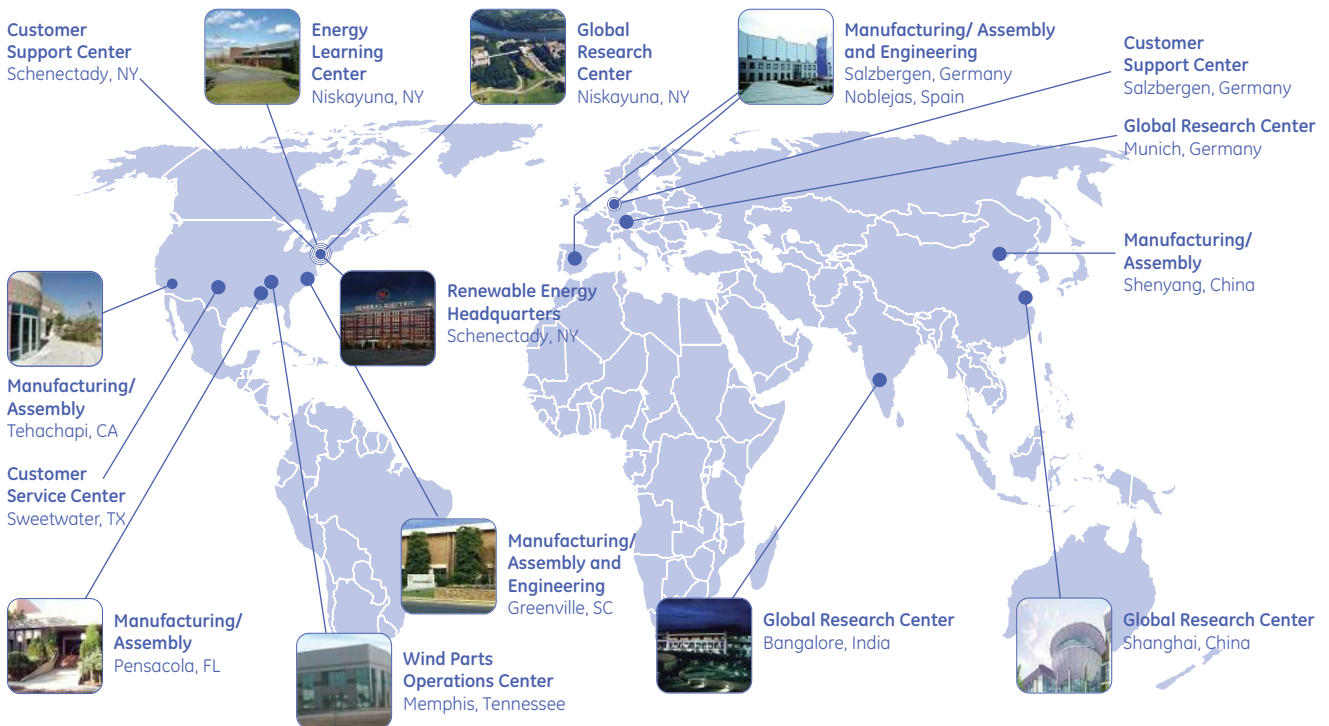 Customer
Support Center
Schenectady, NY
Energy
Learning
Center
Niskayuna, NY
Global
Research
Center
Niskayuna, NY
Manufacturing/ Assembly
and Engineering
Salzbergen, Germany
Noblejas, Spain
Customer
Support Center
Salzbergen, Germany
Global Research Center
Munich, Germany
Manufacturing/
Assembly
Shenyang, China
GENERAL ELECTRIC
Renewable Energy
Headquarters
Schenectady, NY
Manufacturing/
Assembly
Tehachapi, CA
Customer
Service Center
Sweetwater, TX
Manufacturing/
Assembly and
Engineering
Greenville, SC
Manufacturing/
Assembly
Pensacola, FL
Wind Parts
Operations Center
Memphis, Tennessee
Global Research Center
Bangalore, India
Global Research Center
Shanghai, China